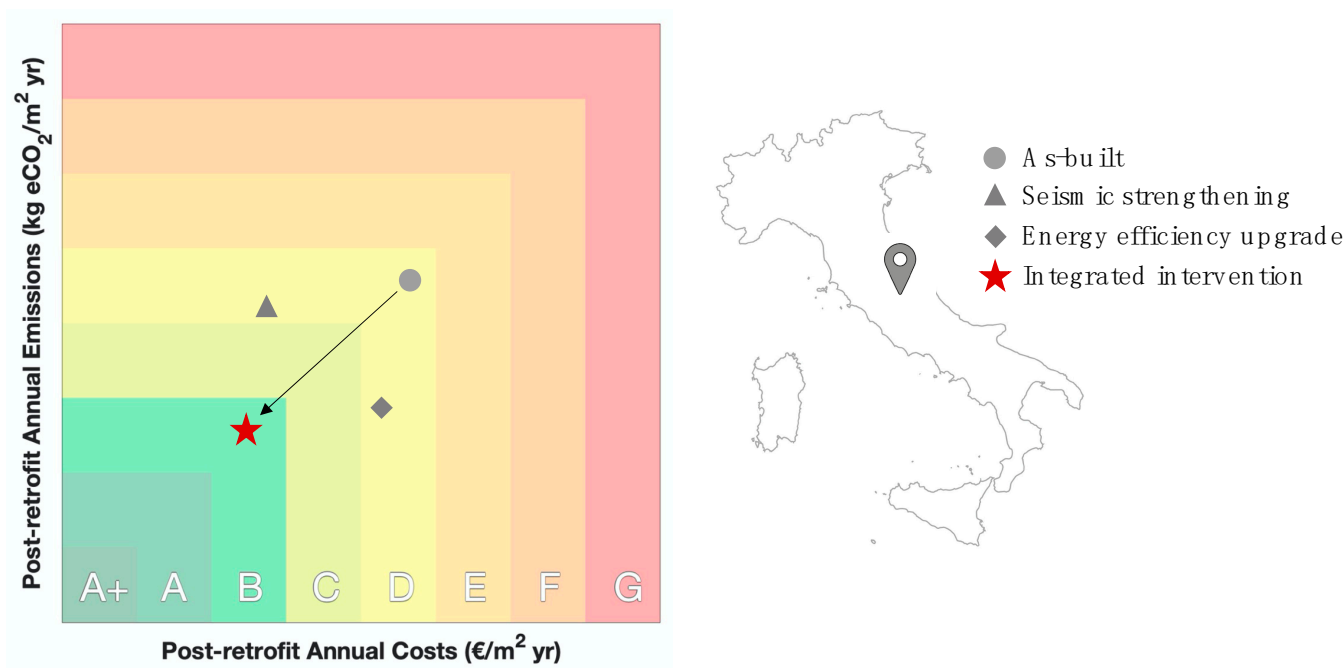 Post-retrofit Annual Emissions (kg eCO2/m2 yr)
A+ A B C D E F G
Post-retrofit Annual Costs (€/m2 yr)
As-built
Seismic strengthening
Energy efficiency upgrade
Integrated intervention